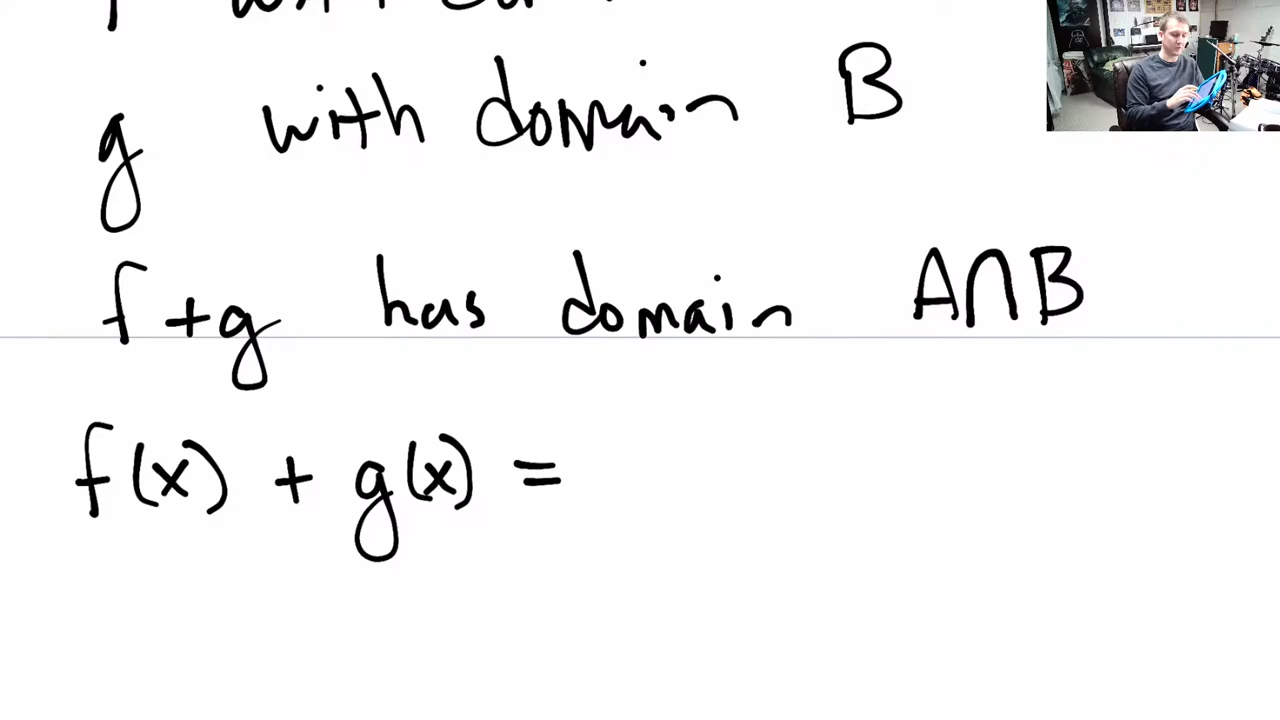 g with domain B
f+g has domain A∩B
f(x) + g(x) =